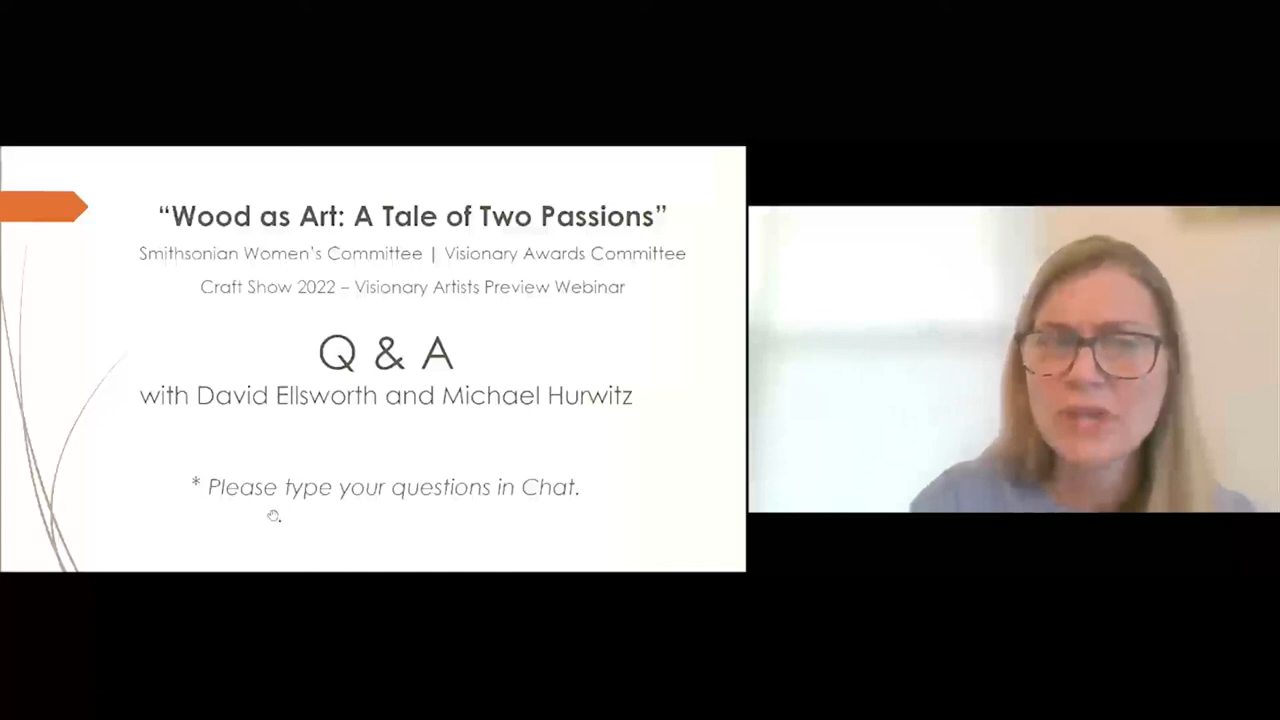 “Wood as Art: A Tale of Two Passions”
Smithsonian Women’s Committee | Visionary Awards Committee
Craft Show 2022 – Visionary Artists Preview Webinar
Q & A
with David Ellsworth and Michael Hurwitz
* Please type your questions in Chat.